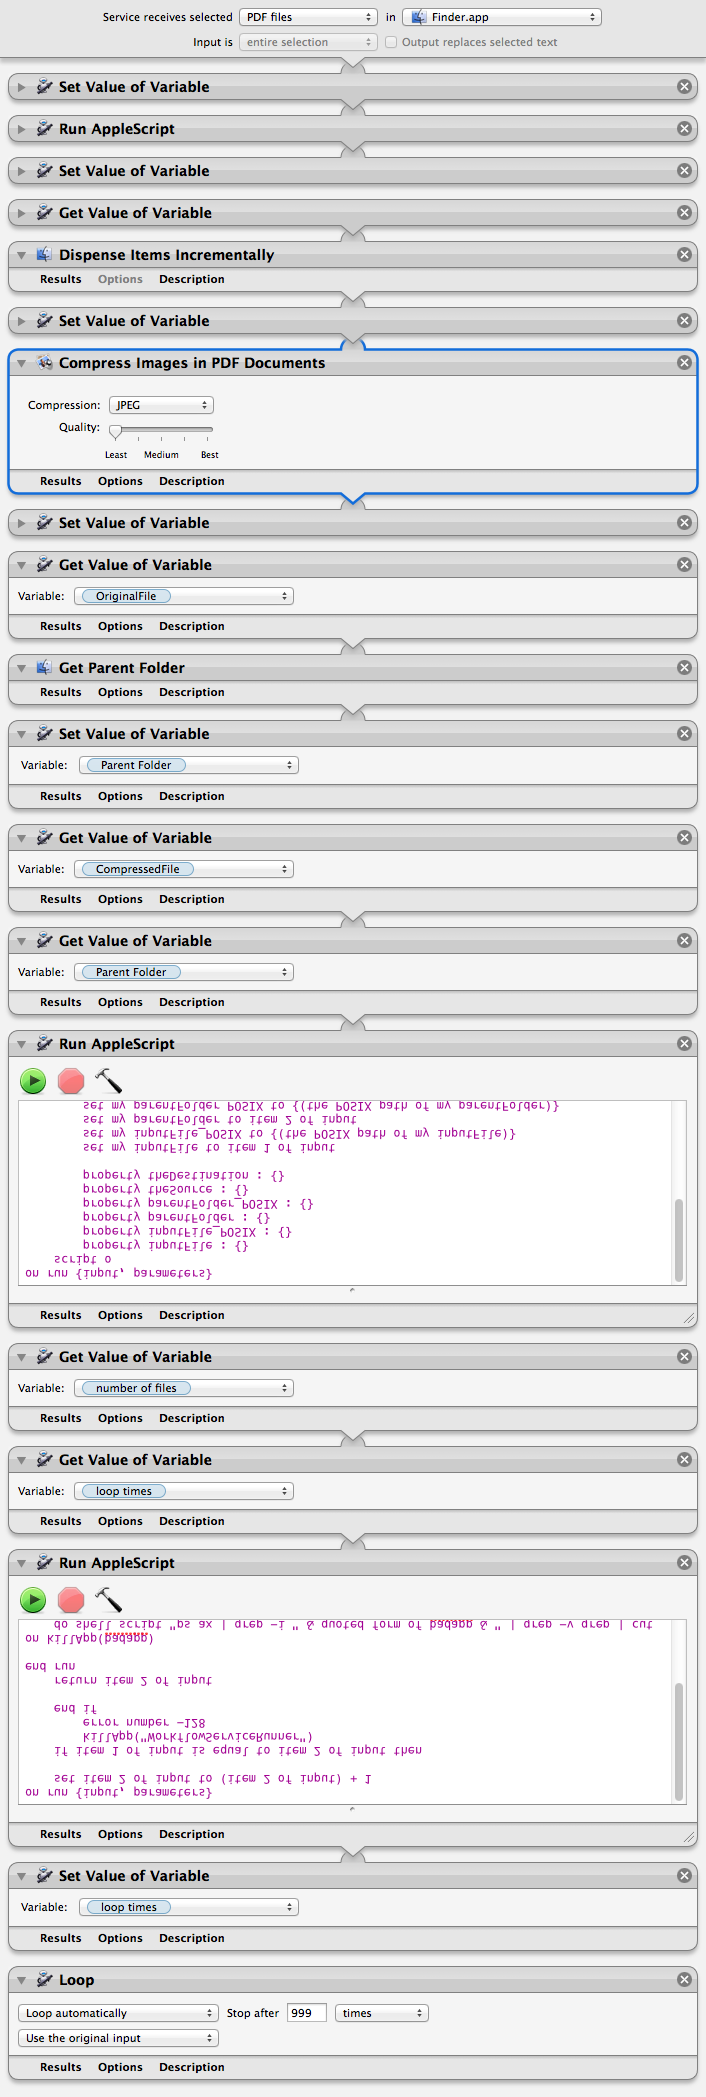 Service receives selected PDF files in Finder.app
Input is entire selection Output replaces selected text
Set Value of Variable
Run AppleScript
Set Value of Variable
Get Value of Variable
Dispense Items Incrementally
Results Options Description
Set Value of Variable
Compress Images in PDF Documents
Compression: JPEG
Quality:
Least Medium Best
Results Options Description
Set Value of Variable
Get Value of Variable
Variable: OriginalFile
Results Options Description
Get Parent Folder
Results Options Description
Set Value of Variable
Variable: Parent Folder
Results Options Description
Get Value of Variable
Variable: CompressedFile
Results Options Description
Get Value of Variable
Variable: Parent Folder
Results Options Description
Run AppleScript
on run {input, parameters}
script o
property inputFile : {}
property inputFile_POSIX : {}
property parentFolder : {}
property parentFolder_POSIX : {}
property theSource : {}
property theDestination : {}
set my inputFile to item 1 of input
set my inputFile_POSIX to {(the POSIX path of my inputFile)}
set my parentFolder to item 2 of input
set my parentFolder_POSIX to {(the POSIX path of my parentFolder)}
Results Options Description
Get Value of Variable
Variable: number of files
Results Options Description
Get Value of Variable
Variable: loop times
Results Options Description
Run AppleScript
on run {input, parameters}
set item 2 of input to (item 2 of input) + 1
if item 1 of input is equal to item 2 of input then
killApp("WorkflowServiceRunner")
error number -128
end if
return item 2 of input
end run
on killApp(badapp)
do shell script "ps ax | grep -i " & quoted form of badapp & " | grep -v grep | cut
Results Options Description
Set Value of Variable
Variable: loop times
Results Options Description
Loop
Loop automatically Stop after 999 times
Use the original input
Results Options Description